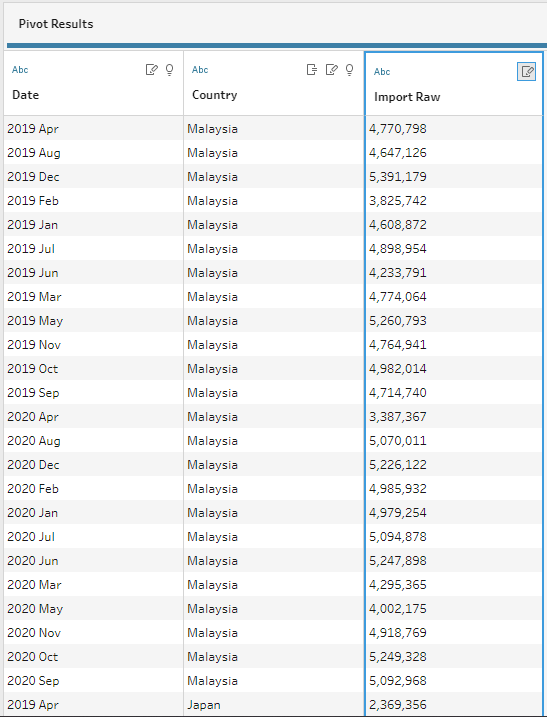 Pivot Results
Abc Abc Abc
Date Country Import Raw
2019 Apr Malaysia 4,770,798
2019 Aug Malaysia 4,647,126
2019 Dec Malaysia 5,391,179
2019 Feb Malaysia 3,825,742
2019 Jan Malaysia 4,608,872
2019 Jul Malaysia 4,898,954
2019 Jun Malaysia 4,233,791
2019 Mar Malaysia 4,774,064
2019 May Malaysia 5,260,793
2019 Nov Malaysia 4,764,941
2019 Oct Malaysia 4,982,014
2019 Sep Malaysia 4,714,740
2020 Apr Malaysia 3,387,367
2020 Aug Malaysia 5,070,011
2020 Dec Malaysia 5,226,122
2020 Feb Malaysia 4,985,932
2020 Jan Malaysia 4,979,254
2020 Jul Malaysia 5,094,878
2020 Jun Malaysia 5,247,898
2020 Mar Malaysia 4,295,365
2020 May Malaysia 4,002,175
2020 Nov Malaysia 4,918,769
2020 Oct Malaysia 5,249,328
2020 Sep Malaysia 5,092,968
2019 Apr Japan 2,369,356